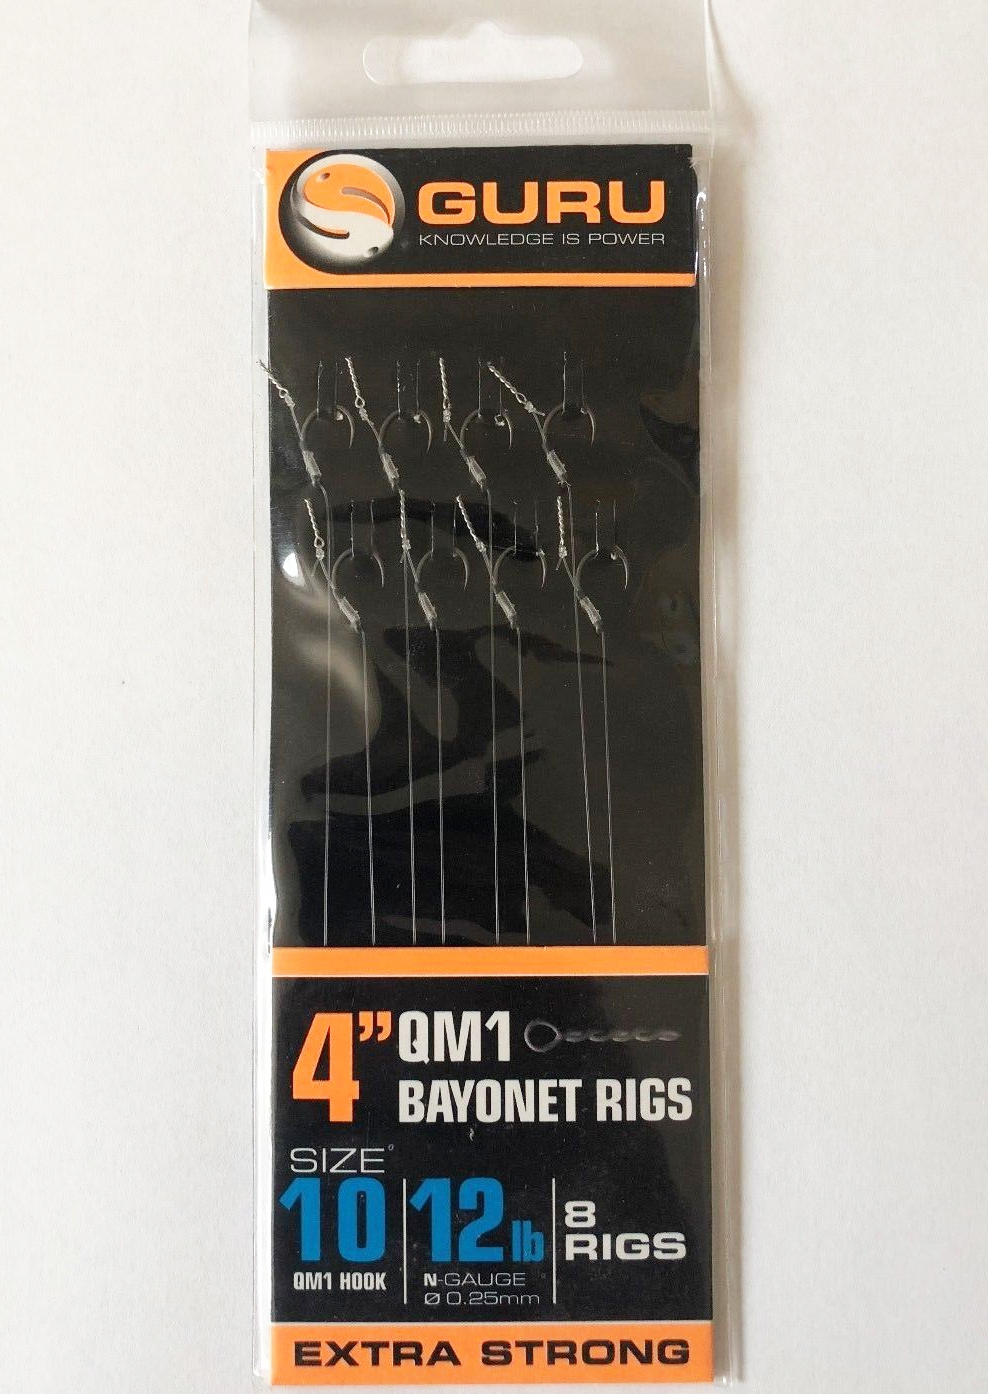 GURU
KNOWLEDGE IS POWER
4” QM1
BAYONET RIGS
SIZE
10
QM1 HOOK
12lb
N-GAUGE
Ø 0.25mm
8
RIGS
EXTRA STRONG